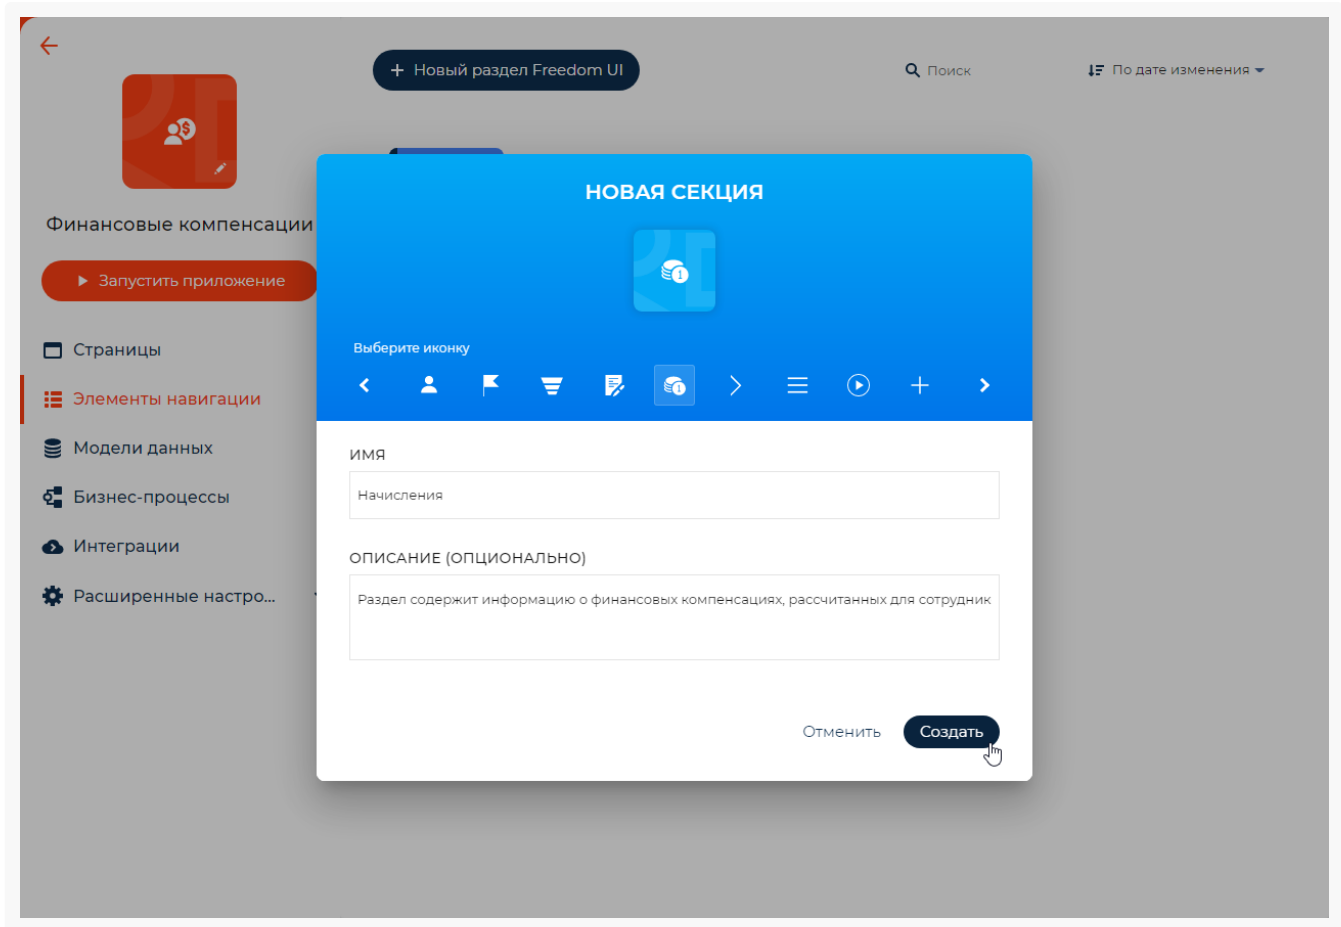 + Новый раздел Freedom UI
Поиск
По дате изменения
$
Финансовые компенсации
Запустить приложение
Страницы
Элементы навигации
Модели данных
Бизнес-процессы
Интеграции
Расширенные настро...
НОВАЯ СЕКЦИЯ
1
Выберите иконку
1
ИМЯ
Начисления
ОПИСАНИЕ (ОПЦИОНАЛЬНО)
Раздел содержит информацию о финансовых компенсациях, рассчитанных для сотрудник
Отменить
Создать